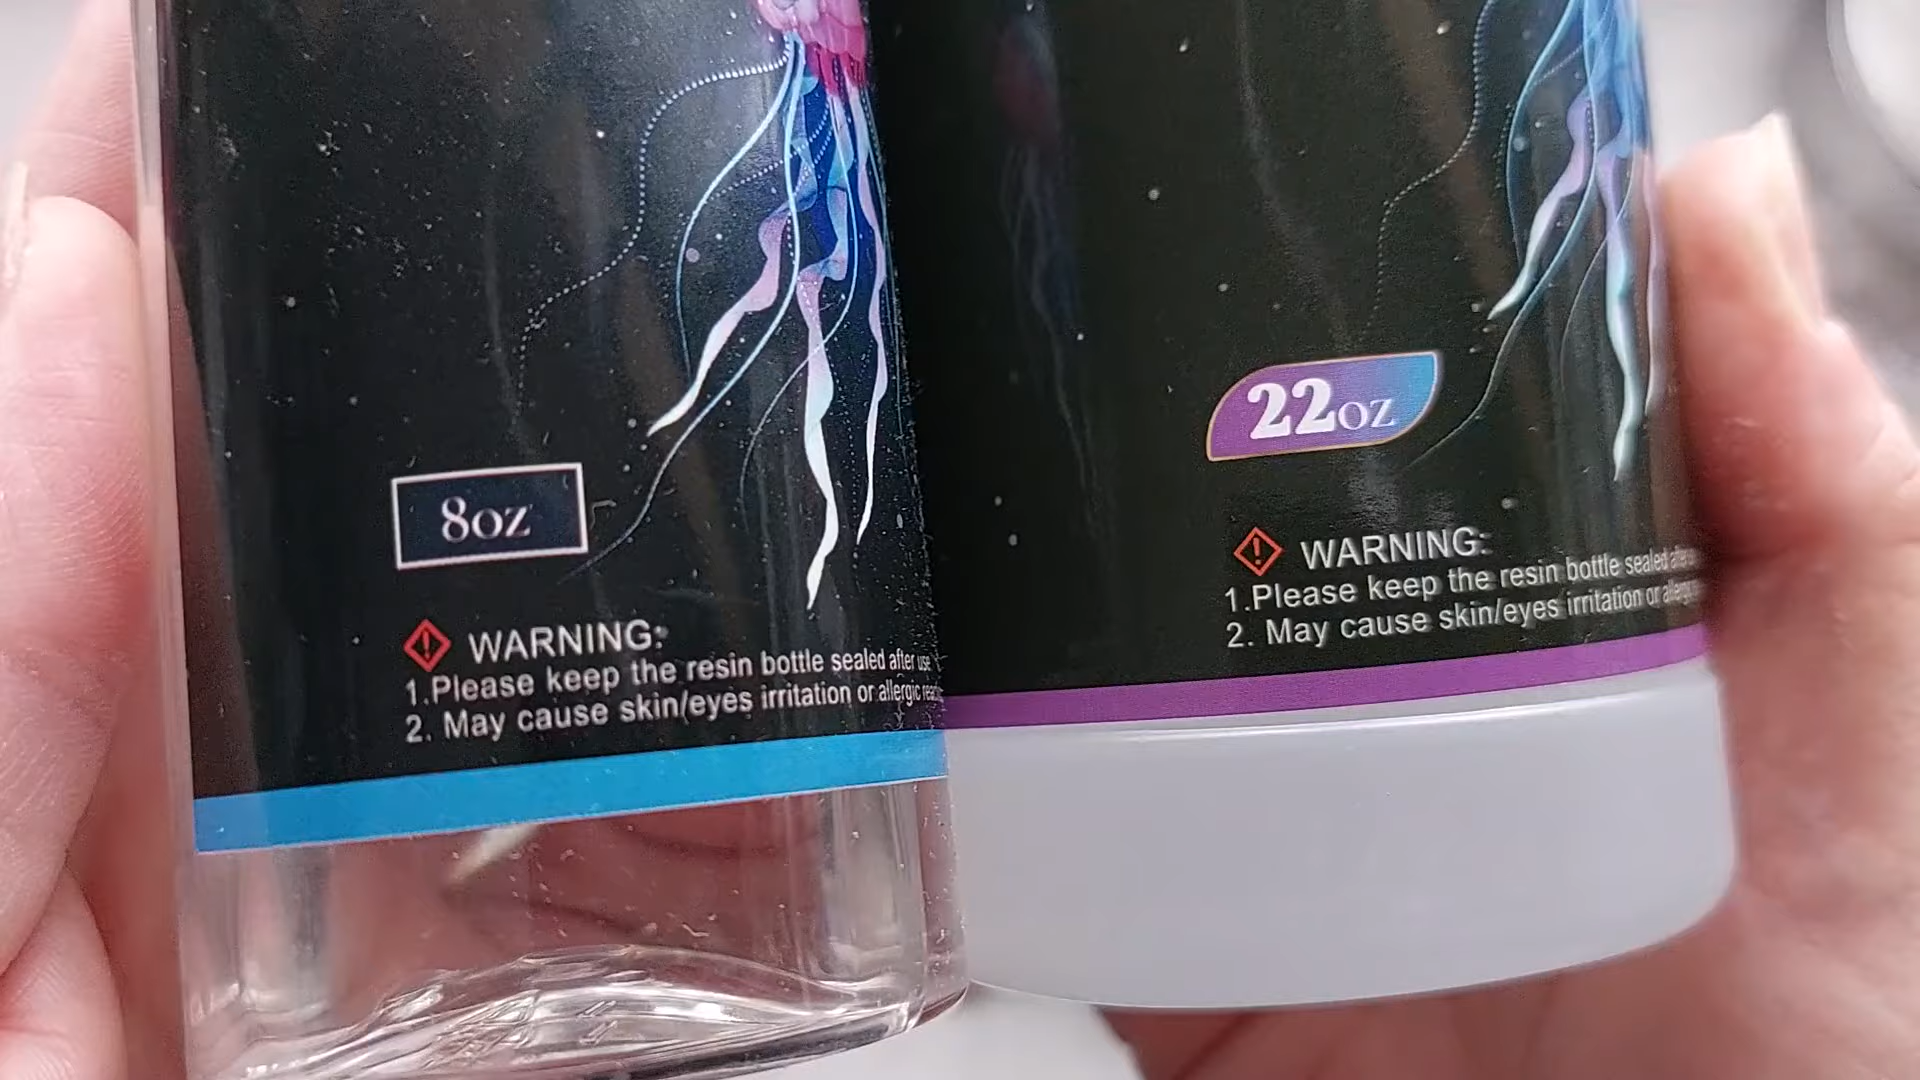 8oz
WARNING:
1.Please keep the resin bottle sealed after use
2. May cause skin/eyes irritation or allergic
22oz
WARNING:
1.Please keep the resin bottle sealed
2. May cause skin/eyes irritation or